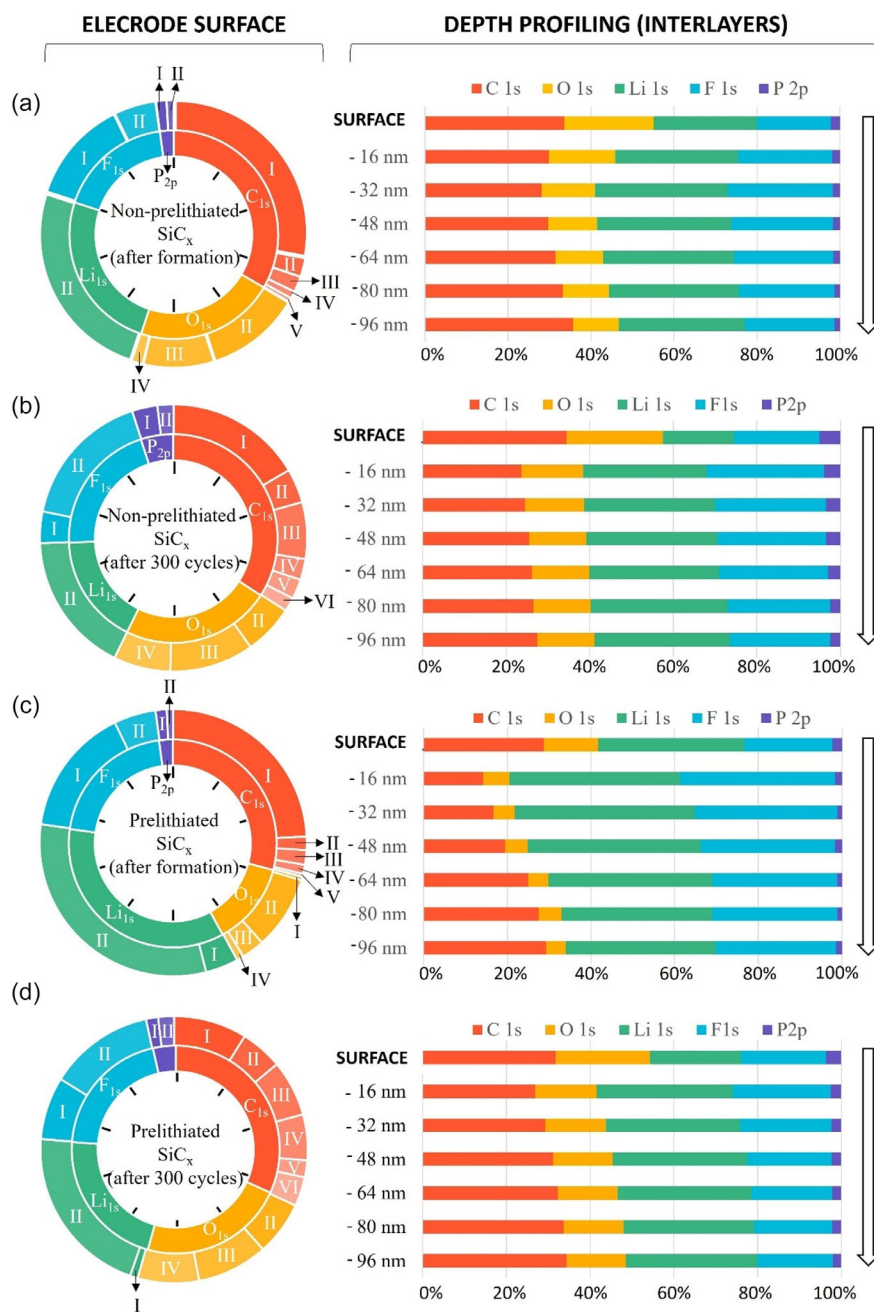 ELECRODE SURFACE
DEPTH PROFILING (INTERLAYERS)
(a)
I
II
II
I
F1s
P2p
I
C1s
Non-prelithiated
SiCx
(after formation)
II
III
IV
V
II
Li1s
O1s
II
III
IV
C 1s O 1s Li 1s F 1s P 2p
SURFACE
- 16 nm
- 32 nm
- 48 nm
- 64 nm
- 80 nm
- 96 nm
0% 20% 40% 60% 80% 100%
(b)
I
II
P2p
I
II
F1s
I
C1s
II
III
IV
V
VI
Non-prelithiated
SiCx
(after 300 cycles)
Li1s
II
O1s
II
III
IV
C 1s O 1s Li 1s F1s P2p
SURFACE
- 16 nm
- 32 nm
- 48 nm
- 64 nm
- 80 nm
- 96 nm
0% 20% 40% 60% 80% 100%
(c)
II
I
II
I
F1s
P2p
I
C1s
Prelithiated
SiCx
(after formation)
II
III
IV
V
I
Li1s
II
I
O1s
II
III
IV
C 1s O 1s Li 1s F 1s P 2p
SURFACE
- 16 nm
- 32 nm
- 48 nm
- 64 nm
- 80 nm
- 96 nm
0% 20% 40% 60% 80% 100%
(d)
I
II
I
II
III
IV
V
VI
C1s
II
F1s
I
Prelithiated
SiCx
(after 300 cycles)
Li1s
II
I
O1s
II
III
IV
C 1s O 1s Li 1s F1s P2p
SURFACE
- 16 nm
- 32 nm
- 48 nm
- 64 nm
- 80 nm
- 96 nm
0% 20% 40% 60% 80% 100%